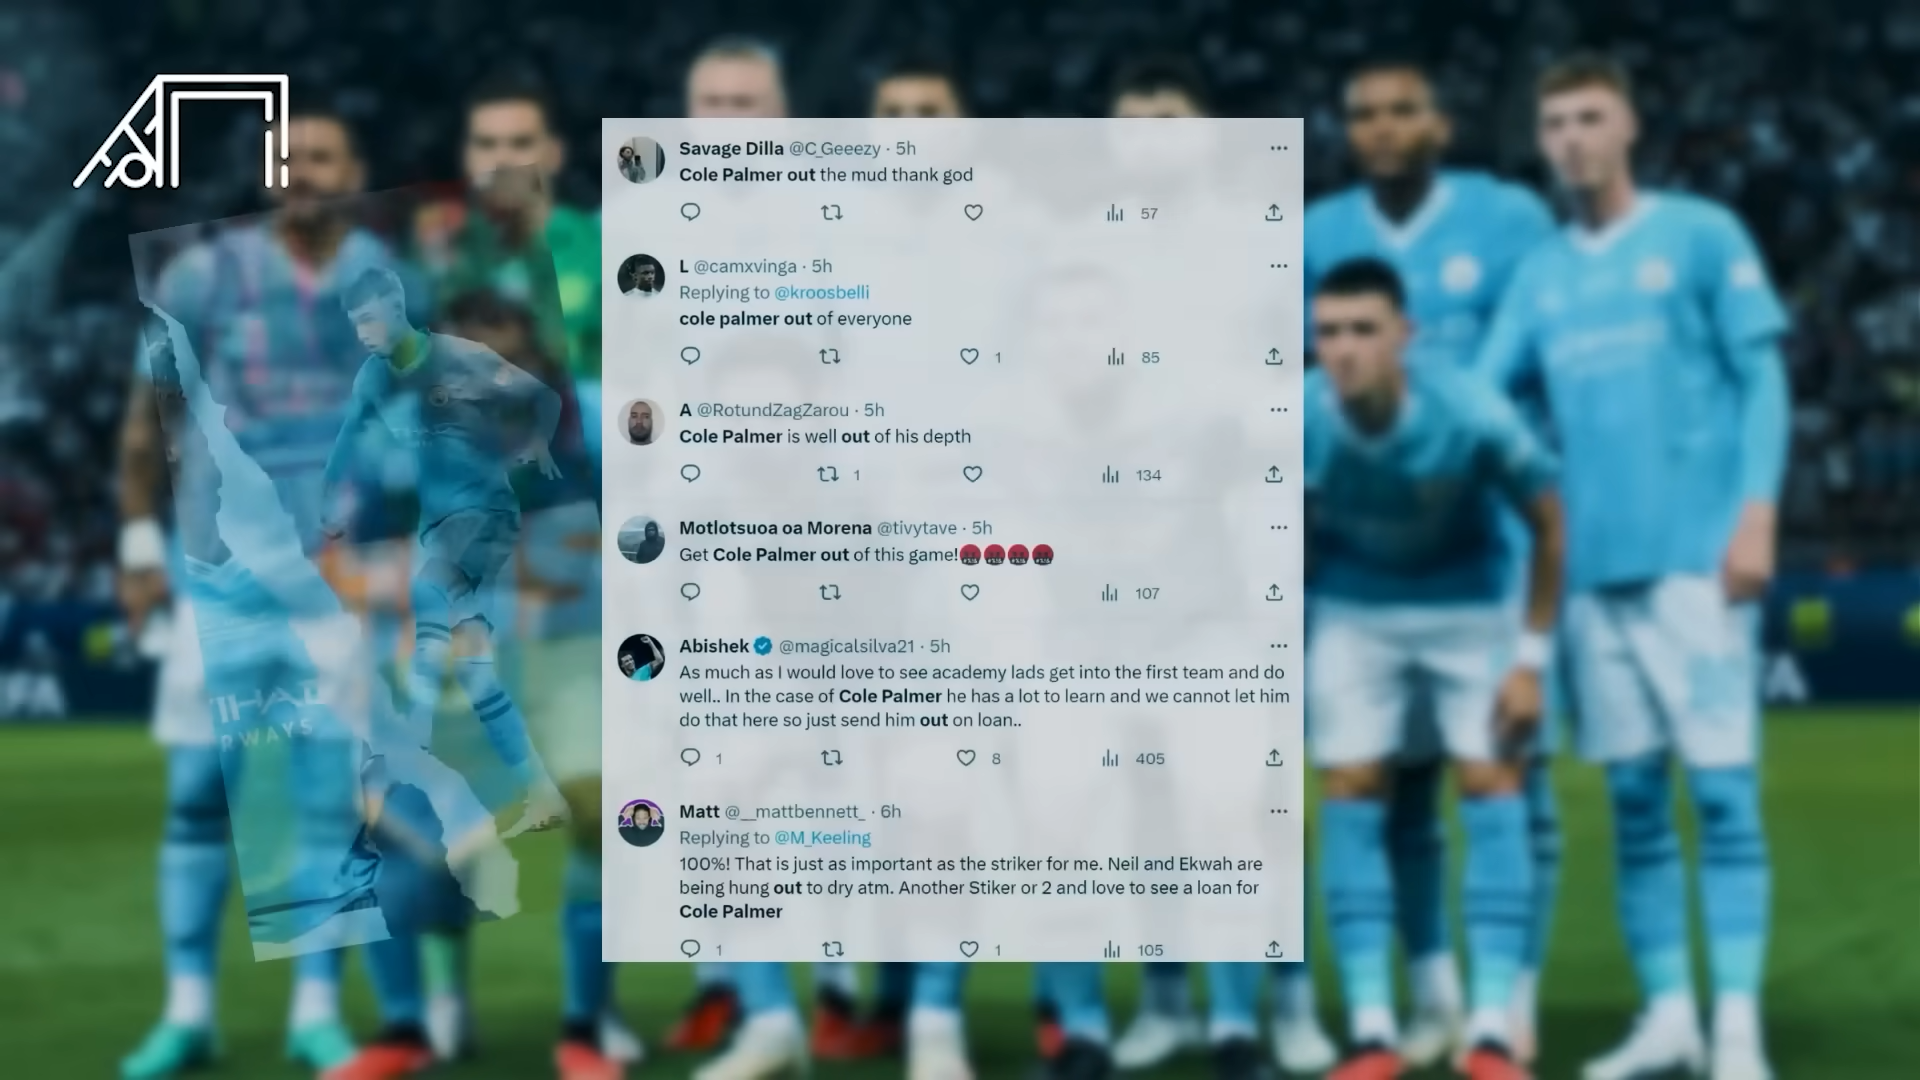 Savage Dilla @C_Geeezy · 5h
Cole Palmer out the mud thank god
57
L @camxvinga · 5h
Replying to @kroosbelli
cole palmer out of everyone
1 85
A @RotundZagZarou · 5h
Cole Palmer is well out of his depth
1 134
Motlotsuoa oa Morena @tivytave · 5h
Get Cole Palmer out of this game!🤬🤬🤬🤬
107
Abishek @magicalsilva21 · 5h
As much as I would love to see academy lads get into the first team and do
well.. In the case of Cole Palmer he has a lot to learn and we cannot let him
do that here so just send him out on loan..
1 8 405
Matt @__mattbennett_ · 6h
Replying to @M_Keeling
100%! That is just as important as the striker for me. Neil and Ekwah are
being hung out to dry atm. Another Stiker or 2 and love to see a loan for
Cole Palmer
1 1 105